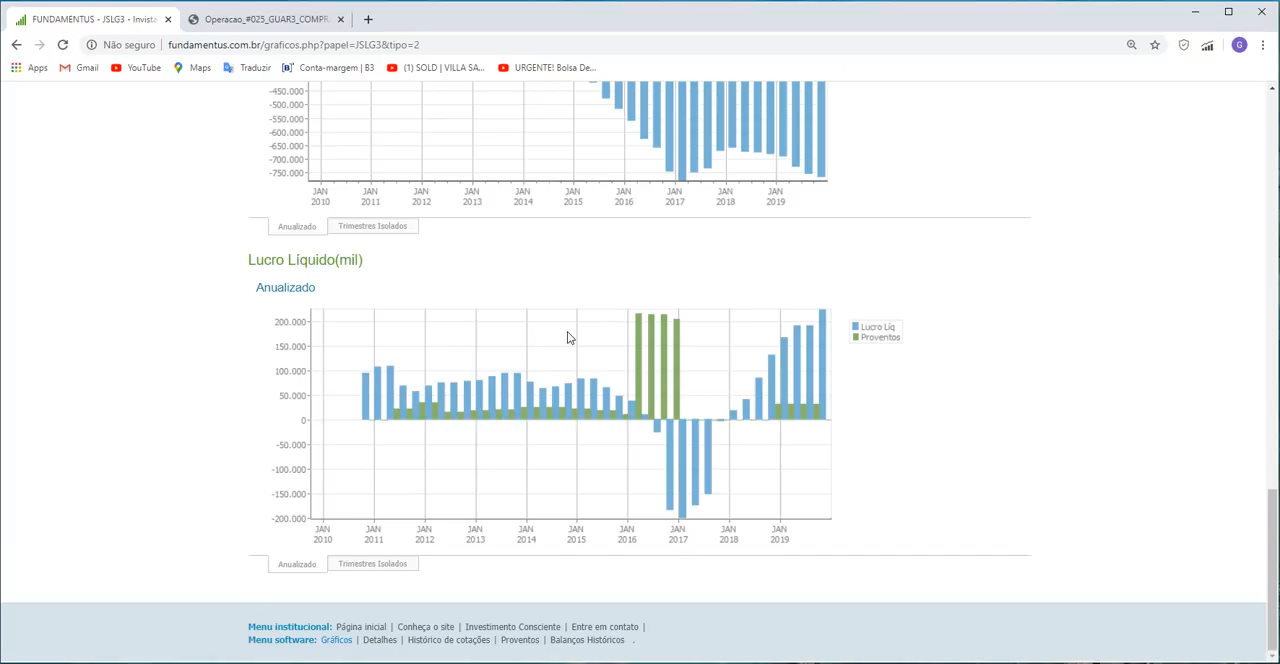 FUNDAMENTUS - JSLG3 - Invista
Operacao_#025_GUAR3_COMPR
Não seguro | fundamentus.com.br/graficos.php?papel=JSLG3&tipo=2
G
Apps Gmail YouTube Maps Traduzir Conta-margem | B3 (1) SOLD | VILLA SA... URGENTE! Bolsa De...
-450.000
-500.000
-550.000
-600.000
-650.000
-700.000
-750.000
JAN JAN JAN JAN JAN JAN JAN JAN JAN JAN
2010 2011 2012 2013 2014 2015 2016 2017 2018 2019
Anualizado Trimestres Isolados
Lucro Líquido(mil)
Anualizado
200.000
150.000
100.000
50.000
0
-50.000
-100.000
-150.000
-200.000
Lucro Líq
Proventos
JAN JAN JAN JAN JAN JAN JAN JAN JAN JAN
2010 2011 2012 2013 2014 2015 2016 2017 2018 2019
Anualizado Trimestres Isolados
Menu institucional: Página inicial | Conheça o site | Investimento Consciente | Entre em contato |
Menu software: Gráficos | Detalhes | Histórico de cotações | Proventos | Balanços Históricos .